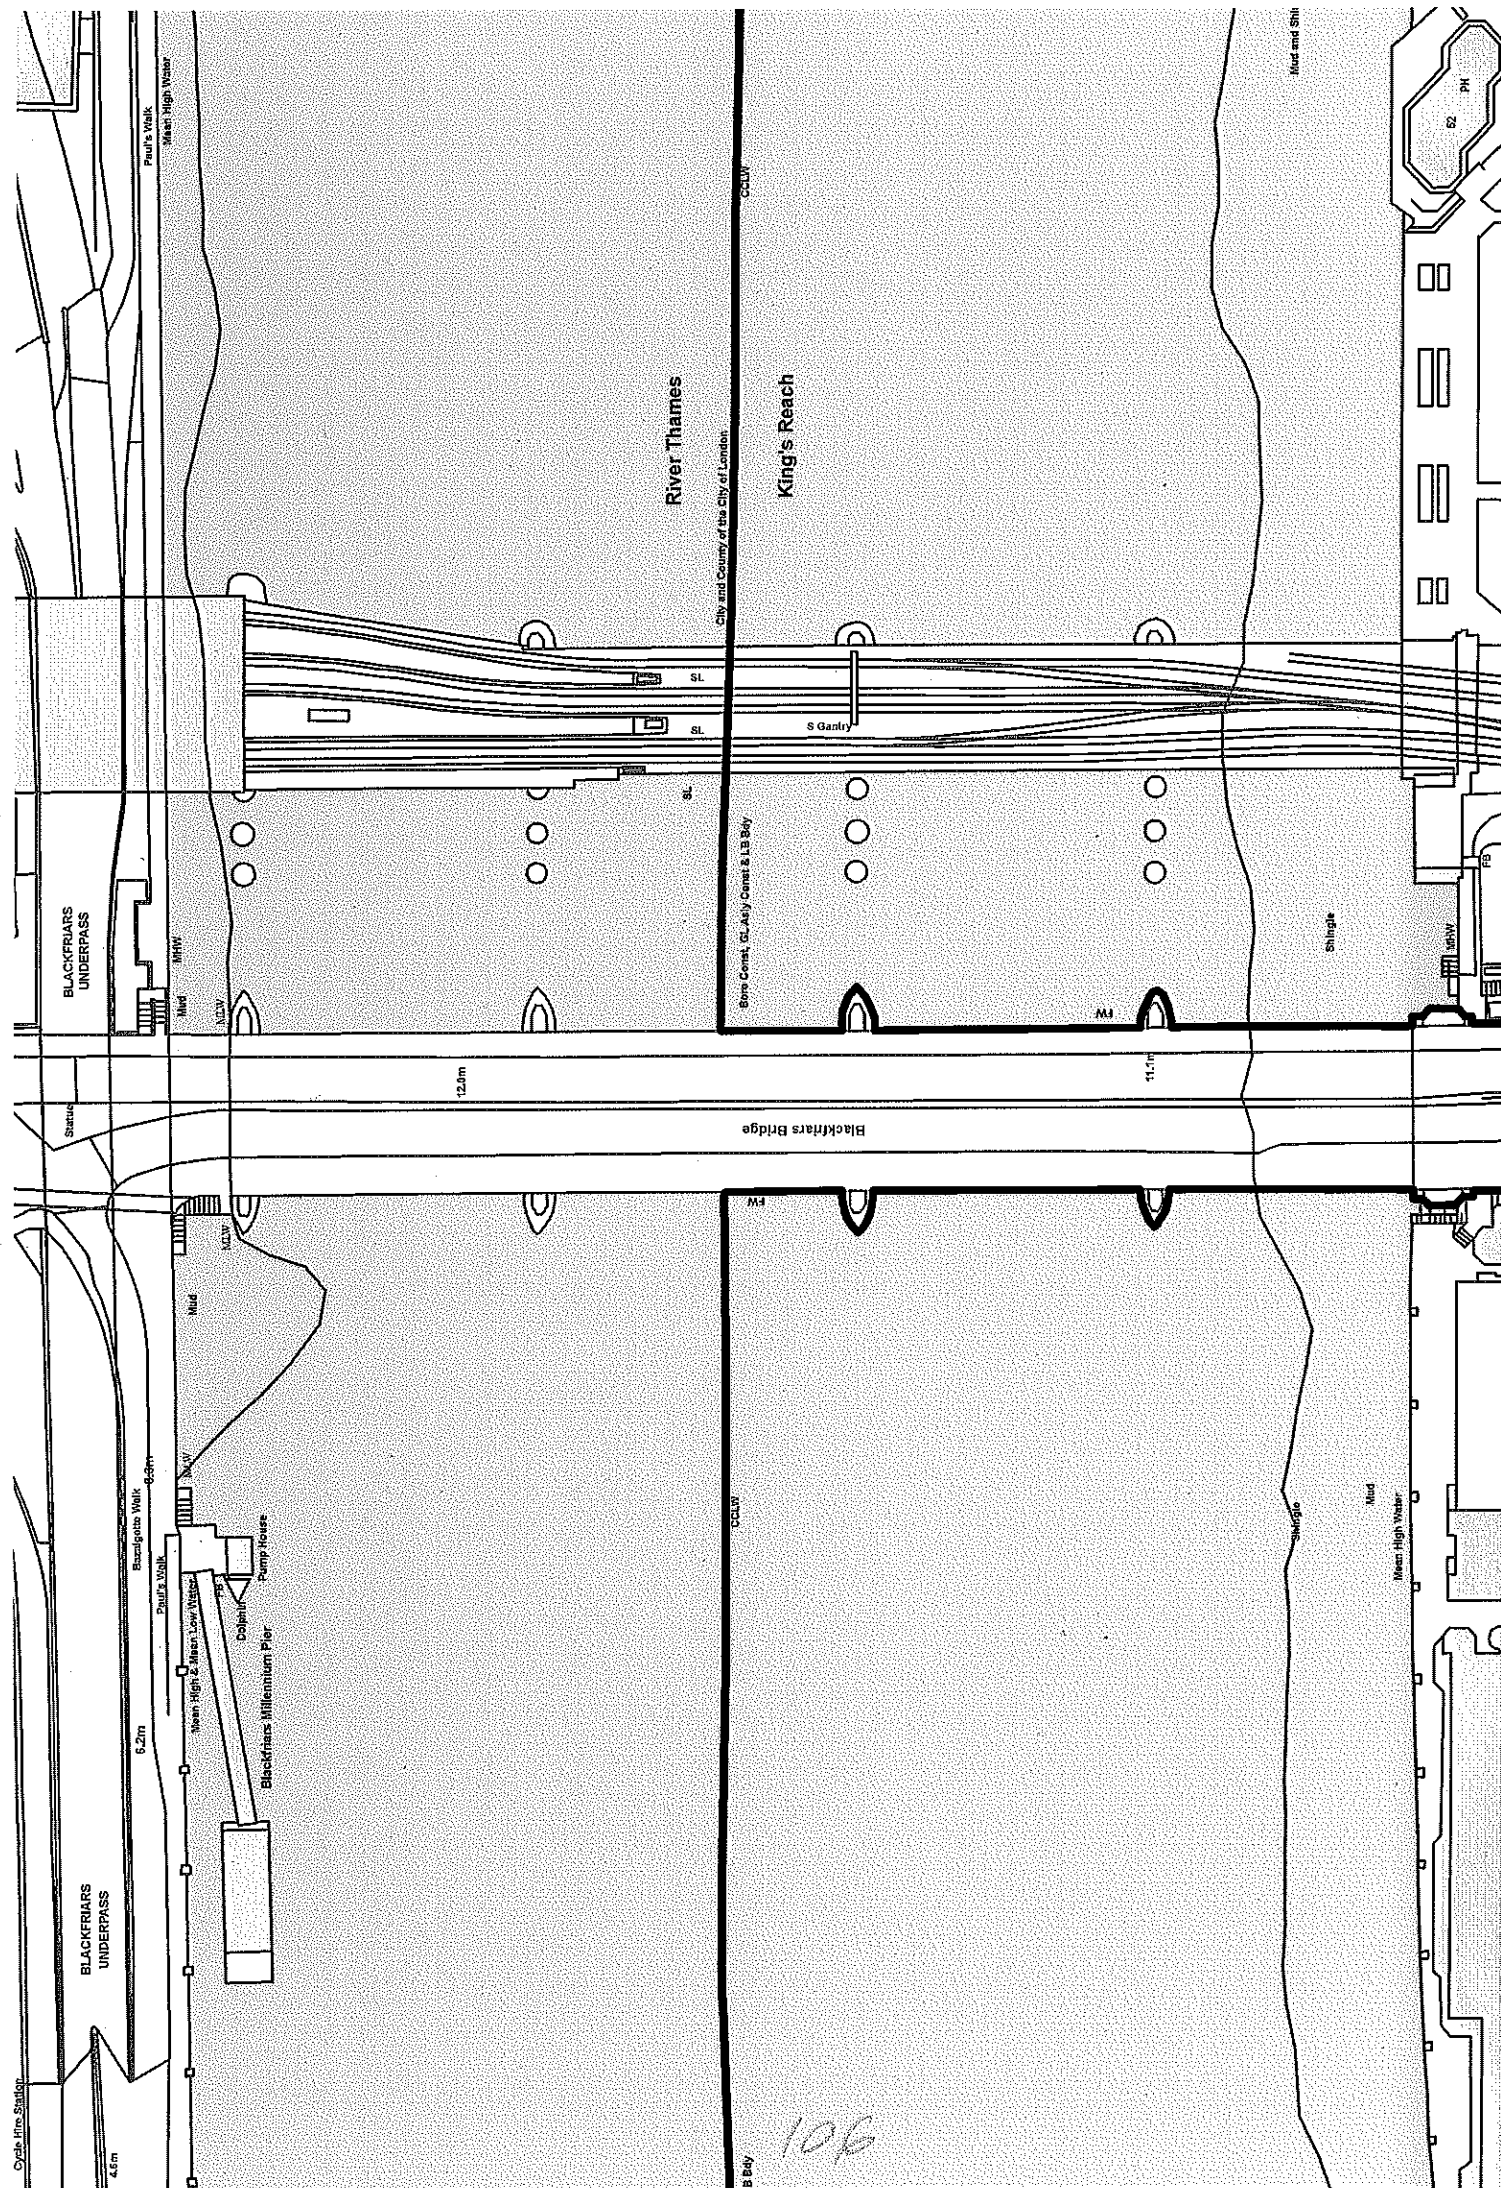 Paul's Walk
Mean High Water
CCLW
Mud and Shi
52
PH
River Thames
King's Reach
City and County of the City of London
SL
SL
S Gantry
SL
Boro Const, GL Asly Const & LB Bdy
BLACKFRIARS
UNDERPASS
MHW
Mud
MLW
FB
Shingle
MHW
FW
Statue
12.0m
11.1m
Blackfriars Bridge
FW
MLW
Mud
MLW
Bazalgette Walk
Paul's Walk
Mean High & Mean Low Water
FB
Dolphin
Pump House
Blackfriars Millennium Pier
6.2m
CCLW
Shingle
Mud
Mean High Water
BLACKFRIARS
UNDERPASS
Cycle Hire Station
4.6m
B Bdy
106